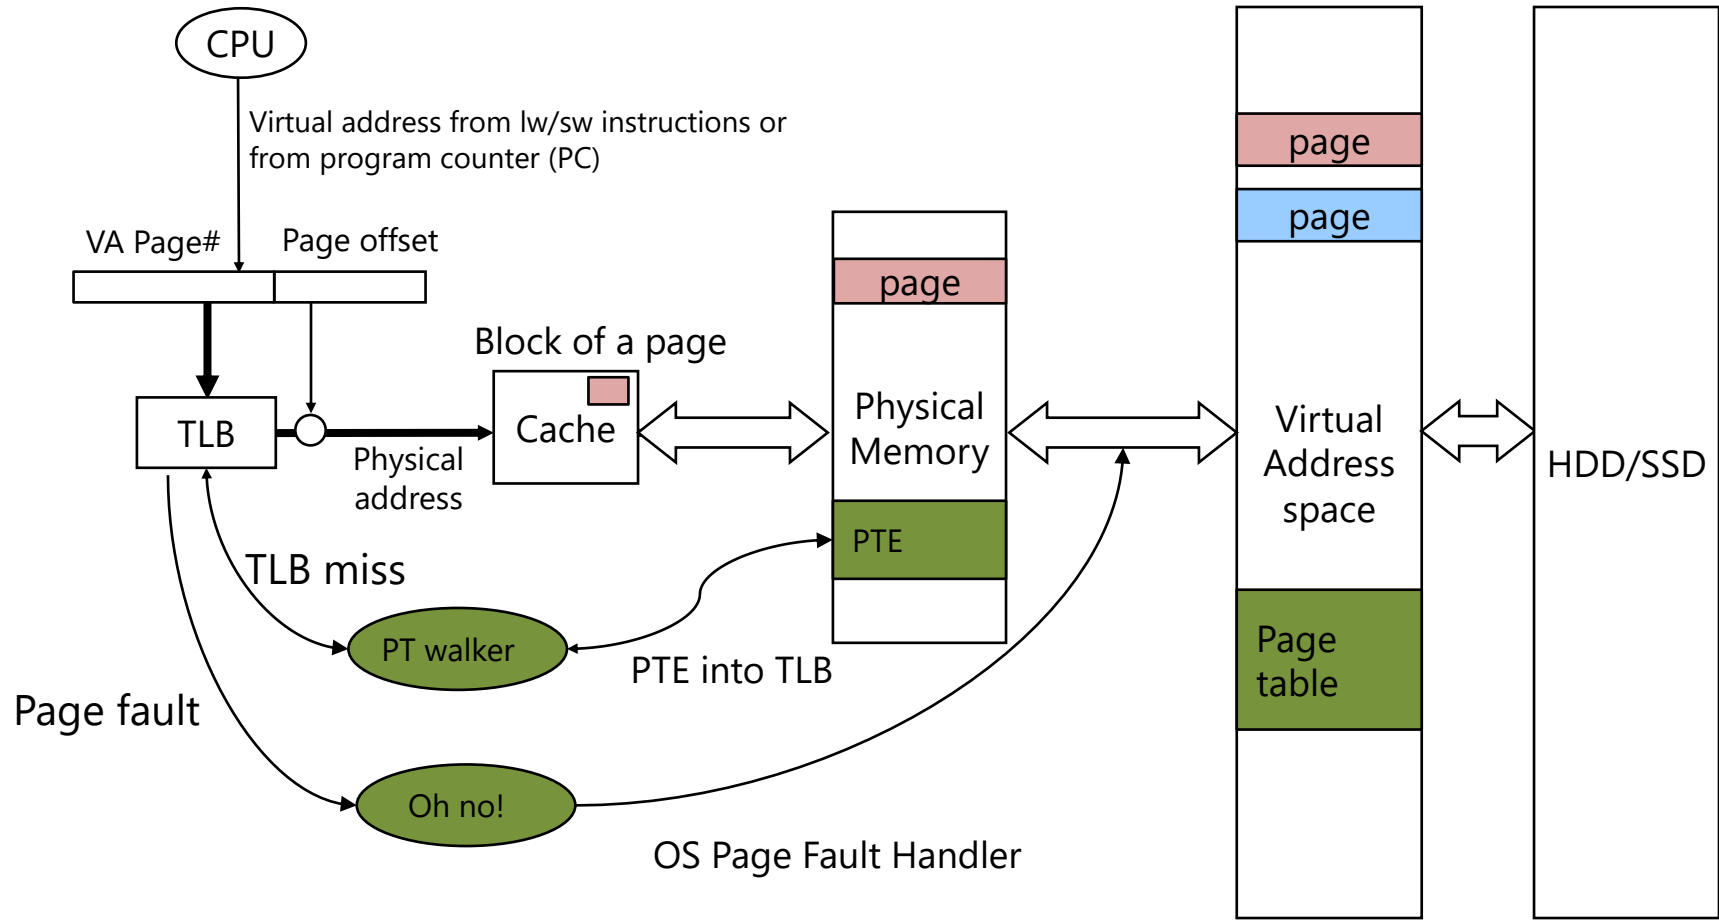 CPU
Virtual address from lw/sw instructions or
from program counter (PC)
VA Page#
Page offset
TLB
Physical
address
Block of a page
Cache
page
Physical
Memory
PTE
page
page
Virtual
Address
space
Page
table
HDD/SSD
TLB miss
PT walker
PTE into TLB
Page fault
Oh no!
OS Page Fault Handler